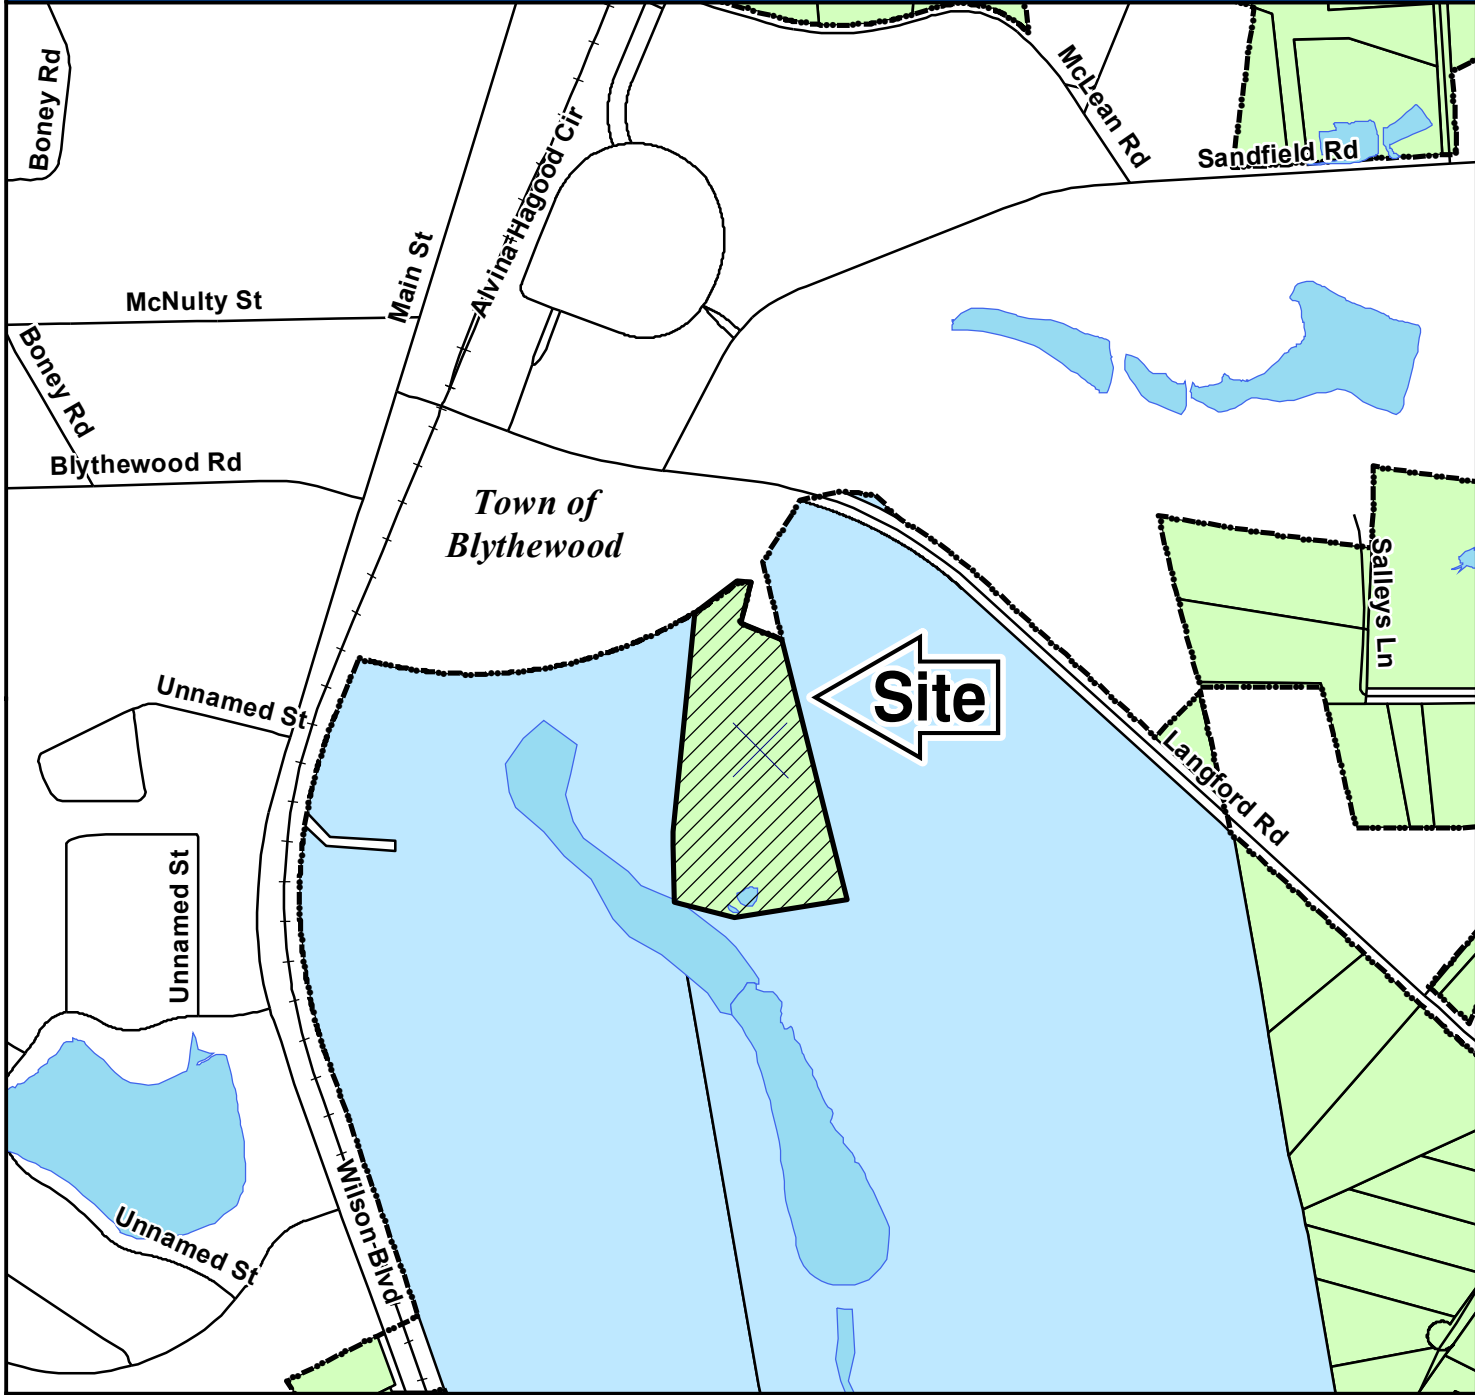 Boney Rd
McLean Rd
Sandfield Rd
Alvina Hagood Cir
Main St
McNulty St
Boney Rd
Blythewood Rd
Town of
Blythewood
Salleys Ln
Site
Unnamed St
Langford Rd
Unnamed St
Wilson Blvd
Unnamed St